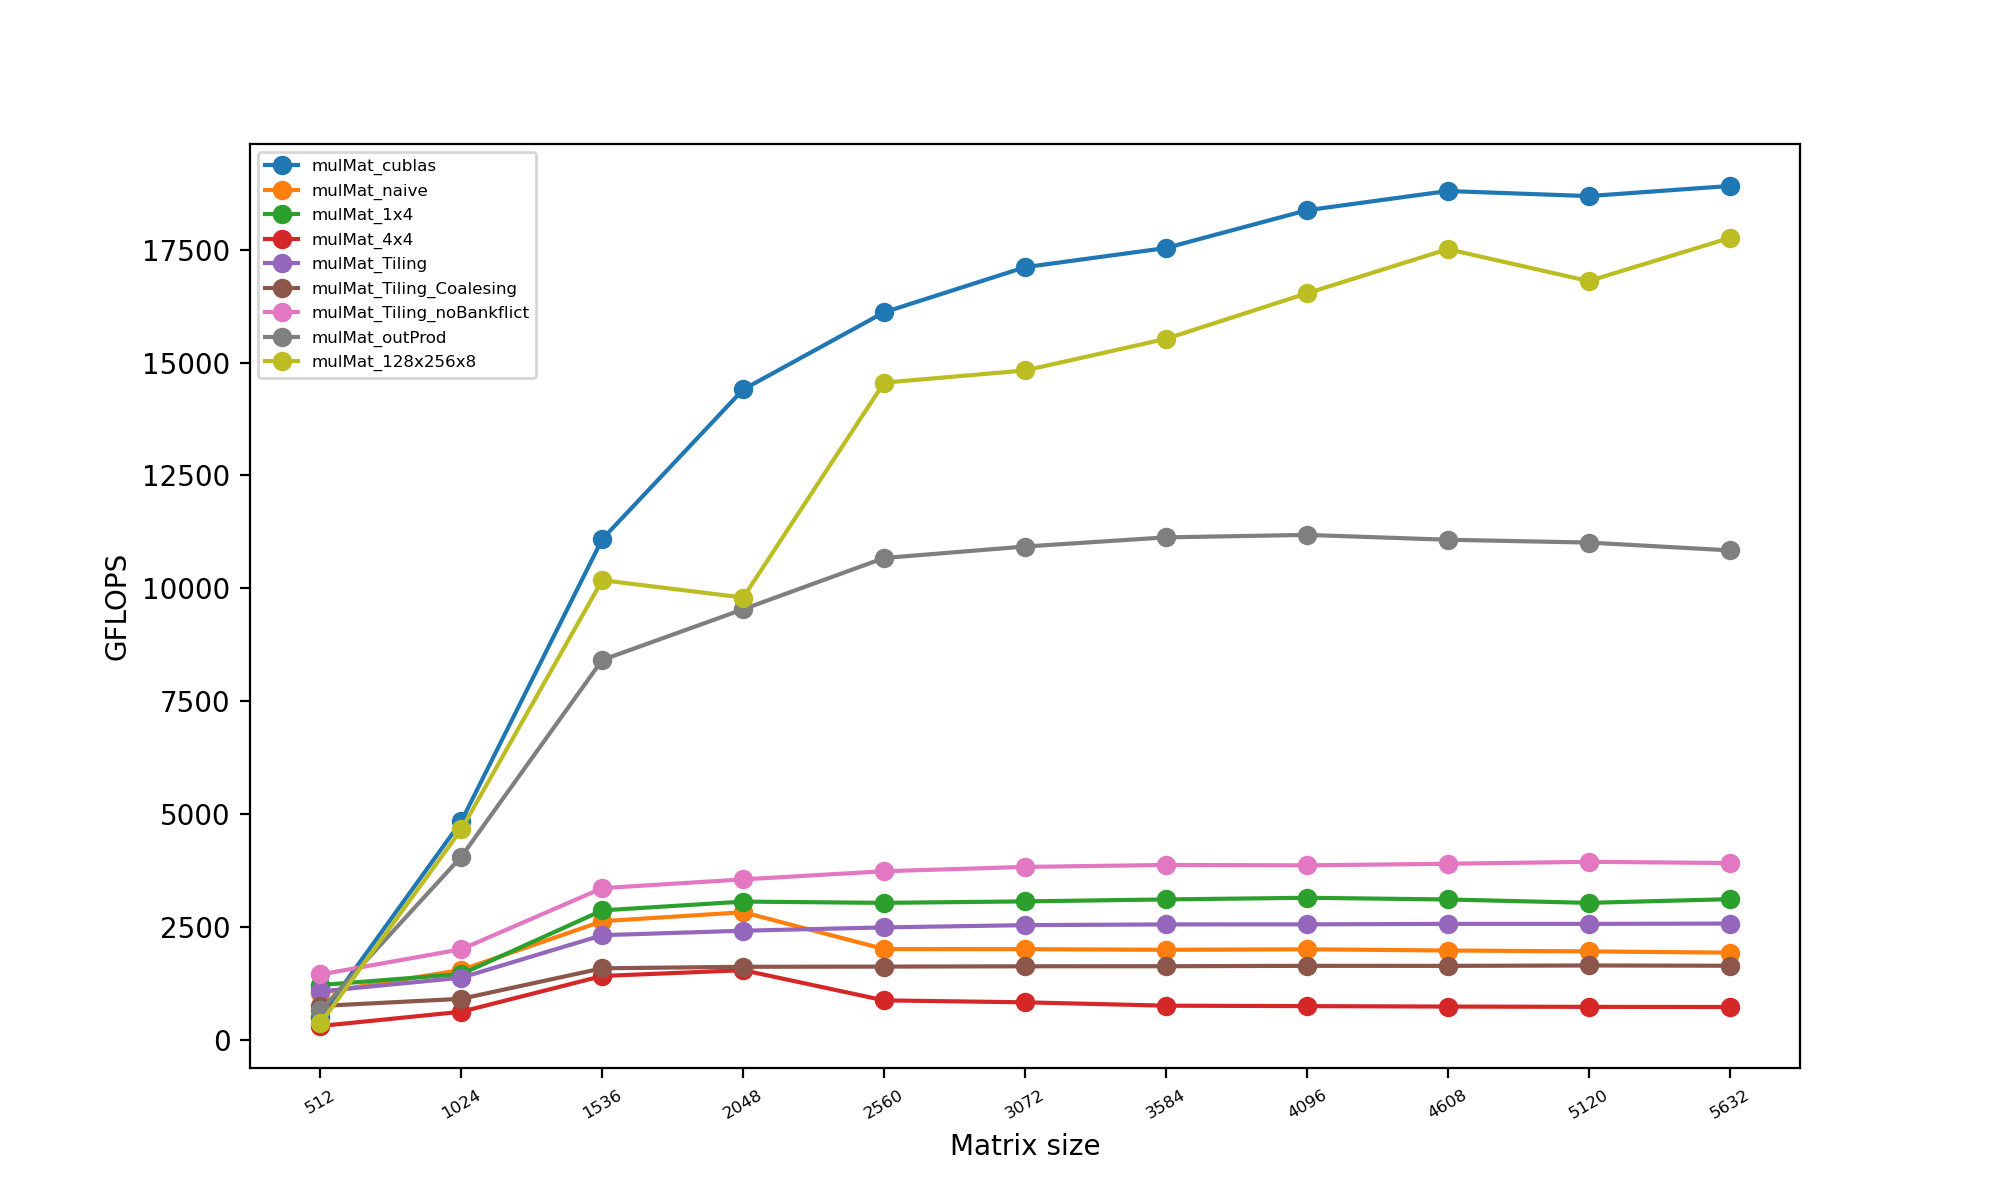 mulMat_cublas
mulMat_naive
mulMat_1x4
mulMat_4x4
mulMat_Tiling
mulMat_Tiling_Coalesing
mulMat_Tiling_noBankflict
mulMat_outProd
mulMat_128x256x8
17500
15000
12500
10000
7500
5000
2500
0
GFLOPS
512 1024 1536 2048 2560 3072 3584 4096 4608 5120 5632
Matrix size